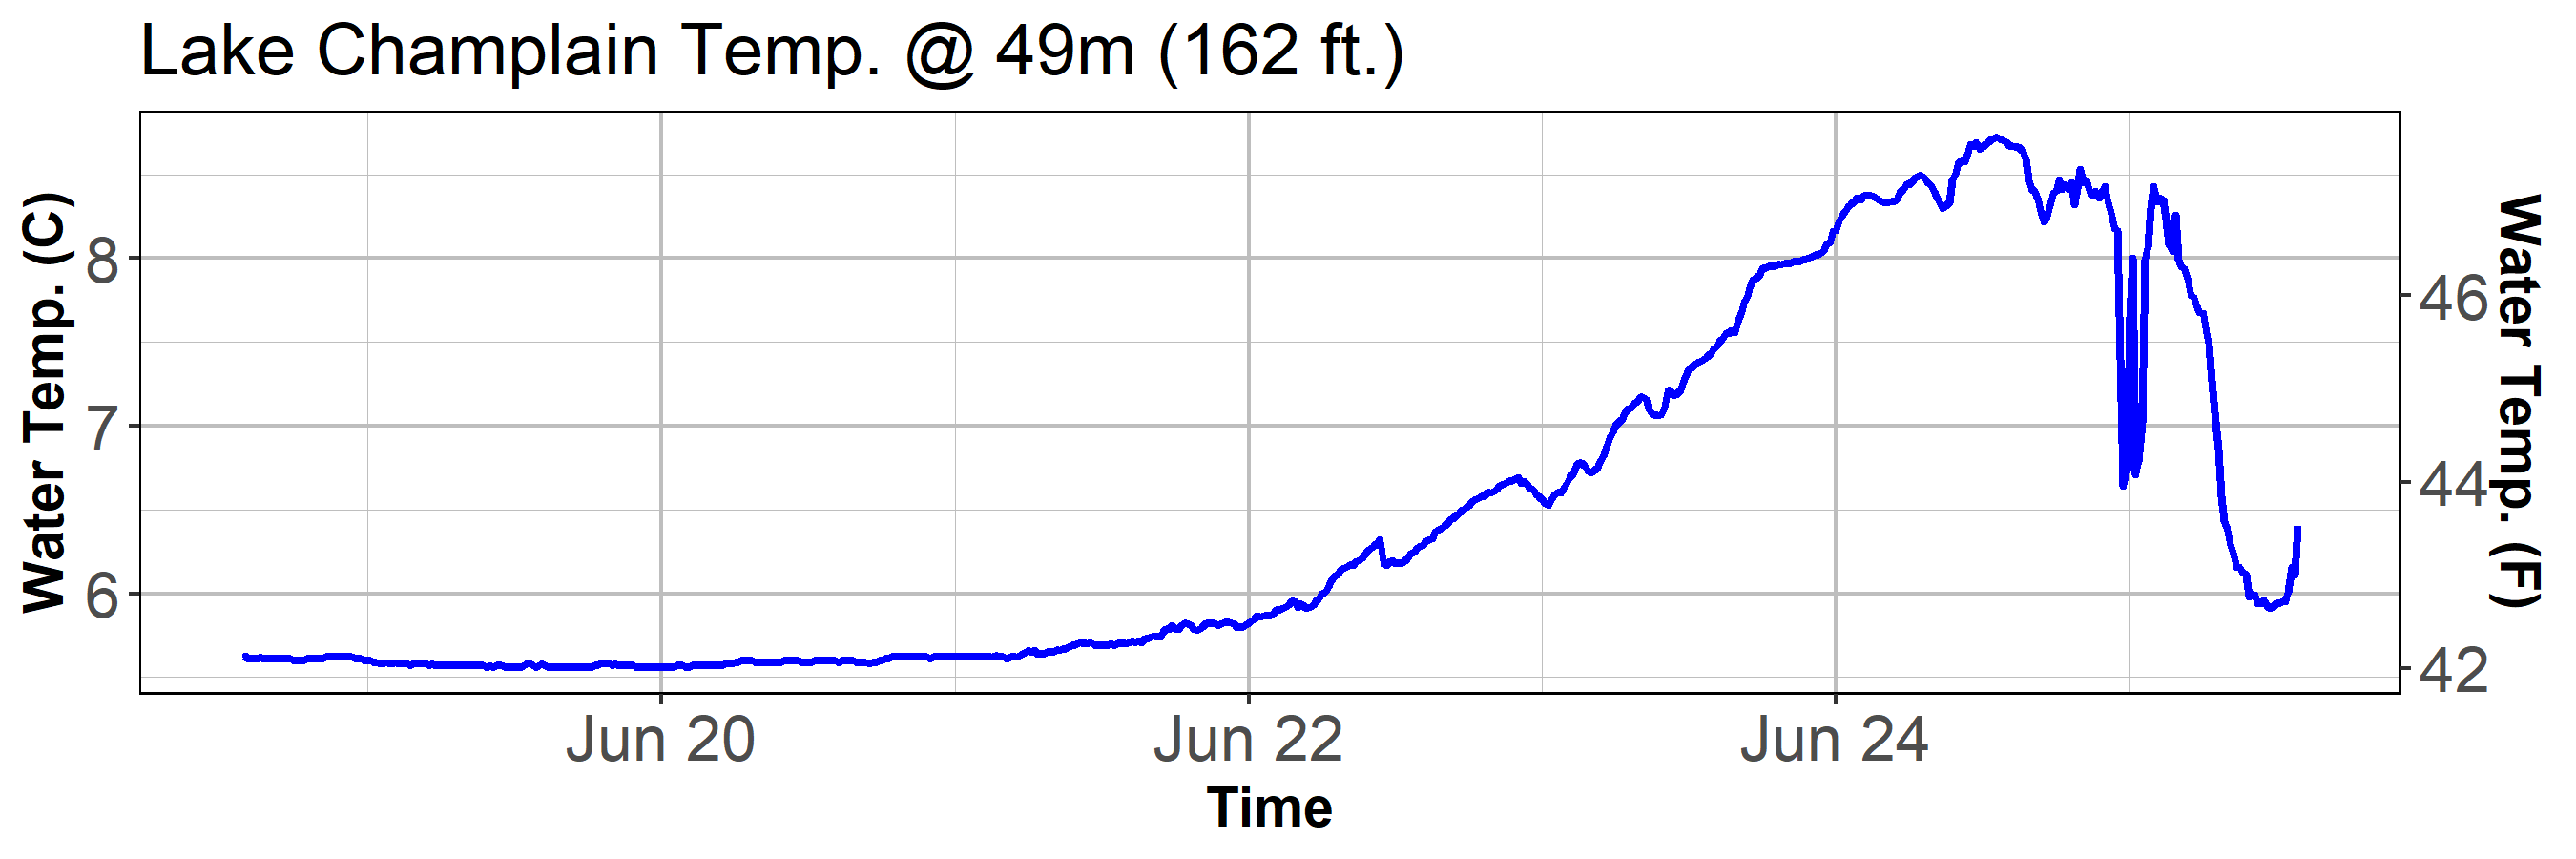 Lake Champlain Temp. @ 49m (162 ft.)
Water Temp. (C)
8
7
6
46
44
42
Water Temp. (F)
Jun 20
Jun 22
Jun 24
Time